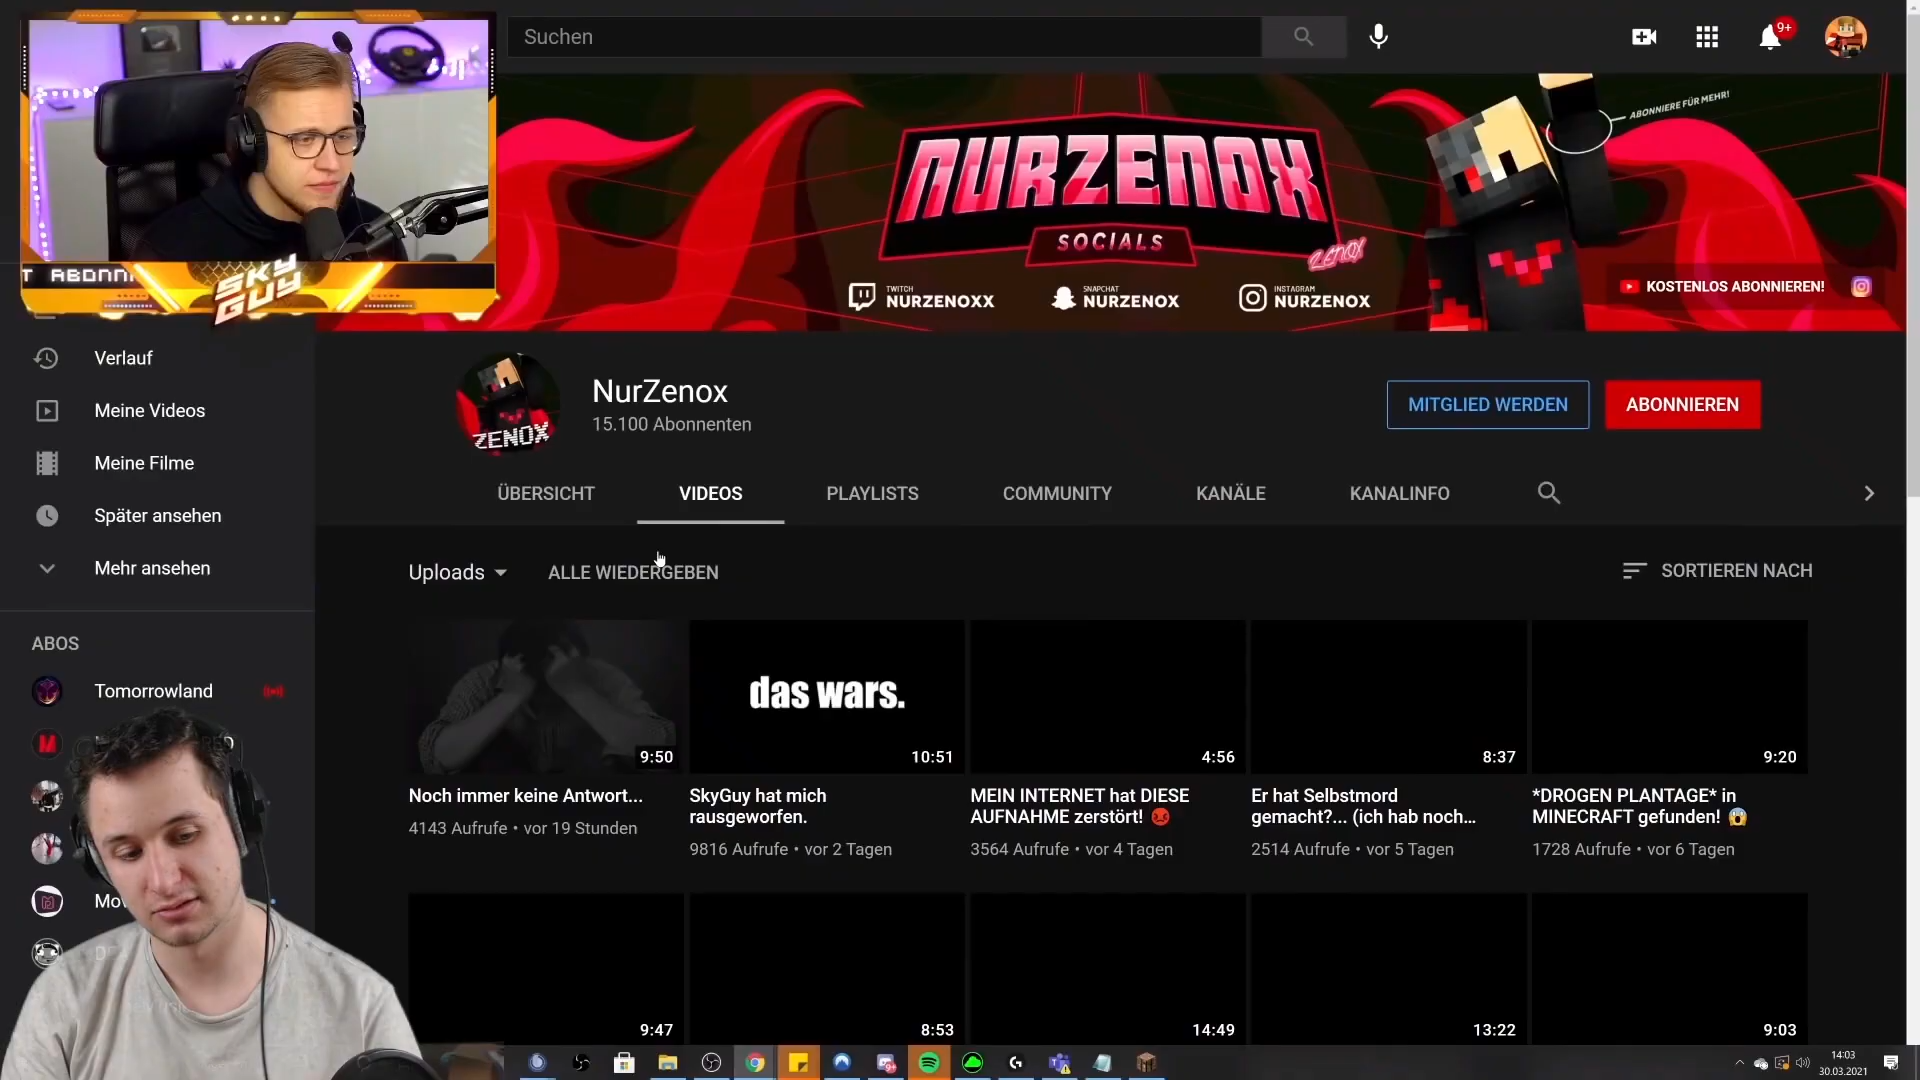 Suchen
9+
ABONNIERE FÜR MEHR!
NURZENOX
SOCIALS
ZENOX
TWITCH
NURZENOXX
SNAPCHAT
NURZENOX
INSTAGRAM
NURZENOX
KOSTENLOS ABONNIEREN!
T ABONNI
SKY
GUY
Verlauf
Meine Videos
Meine Filme
Später ansehen
Mehr ansehen
ABOS
Tomorrowland
ZENOX
NurZenox
15.100 Abonnenten
MITGLIED WERDEN
ABONNIEREN
ÜBERSICHT
VIDEOS
PLAYLISTS
COMMUNITY
KANÄLE
KANALINFO
Uploads
ALLE WIEDERGEBEN
SORTIEREN NACH
9:50
Noch immer keine Antwort...
4143 Aufrufe • vor 19 Stunden
das wars.
10:51
SkyGuy hat mich
rausgeworfen.
9816 Aufrufe • vor 2 Tagen
4:56
MEIN INTERNET hat DIESE
AUFNAHME zerstört! 😡
3564 Aufrufe • vor 4 Tagen
8:37
Er hat Selbstmord
gemacht?... (ich hab noch...
2514 Aufrufe • vor 5 Tagen
9:20
*DROGEN PLANTAGE* in
MINECRAFT gefunden! 😱
1728 Aufrufe • vor 6 Tagen
9:47
8:53
14:49
13:22
9:03
14:03
30.03.2021